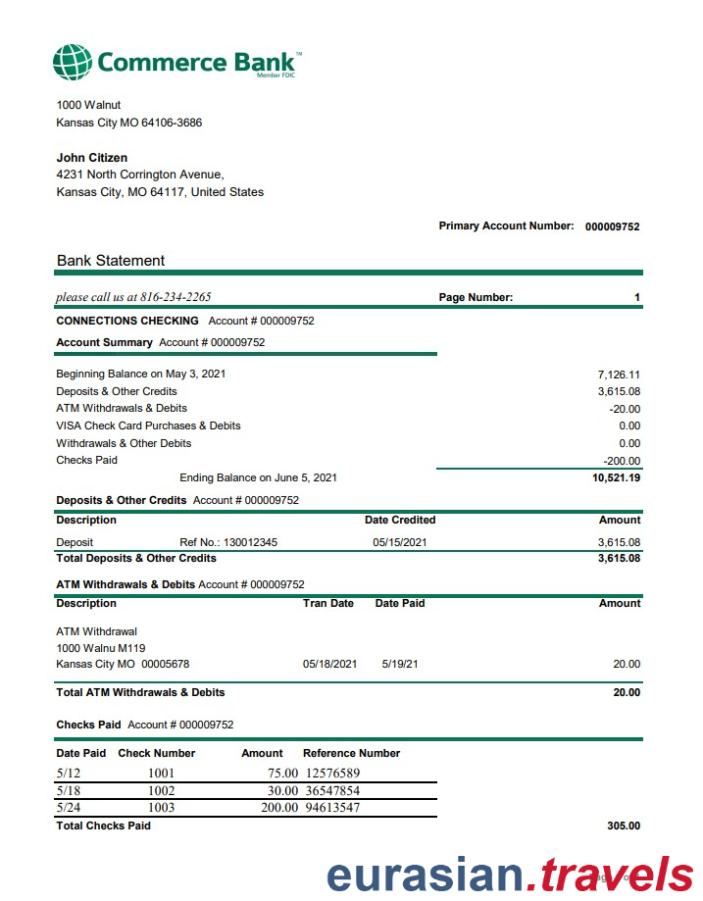 Commerce Bank™
Member FDIC
1000 Walnut
Kansas City MO 64106-3686
John Citizen
4231 North Corrington Avenue,
Kansas City, MO 64117, United States
Primary Account Number: 000009752
Bank Statement
please call us at 816-234-2265 Page Number: 1
CONNECTIONS CHECKING Account # 000009752
Account Summary Account # 000009752
Beginning Balance on May 3, 2021 7,126.11
Deposits & Other Credits 3,615.08
ATM Withdrawals & Debits -20.00
VISA Check Card Purchases & Debits 0.00
Withdrawals & Other Debits 0.00
Checks Paid -200.00
Ending Balance on June 5, 2021 10,521.19
Deposits & Other Credits Account # 000009752
Description Date Credited Amount
Deposit Ref No.: 130012345 05/15/2021 3,615.08
Total Deposits & Other Credits 3,615.08
ATM Withdrawals & Debits Account # 000009752
Description Tran Date Date Paid Amount
ATM Withdrawal
1000 Walnu M119
Kansas City MO 00005678 05/18/2021 5/19/21 20.00
Total ATM Withdrawals & Debits 20.00
Checks Paid Account # 000009752
Date Paid Check Number Amount Reference Number
5/12 1001 75.00 12576589
5/18 1002 30.00 36547854
5/24 1003 200.00 94613547
Total Checks Paid 305.00
eurasian.travels